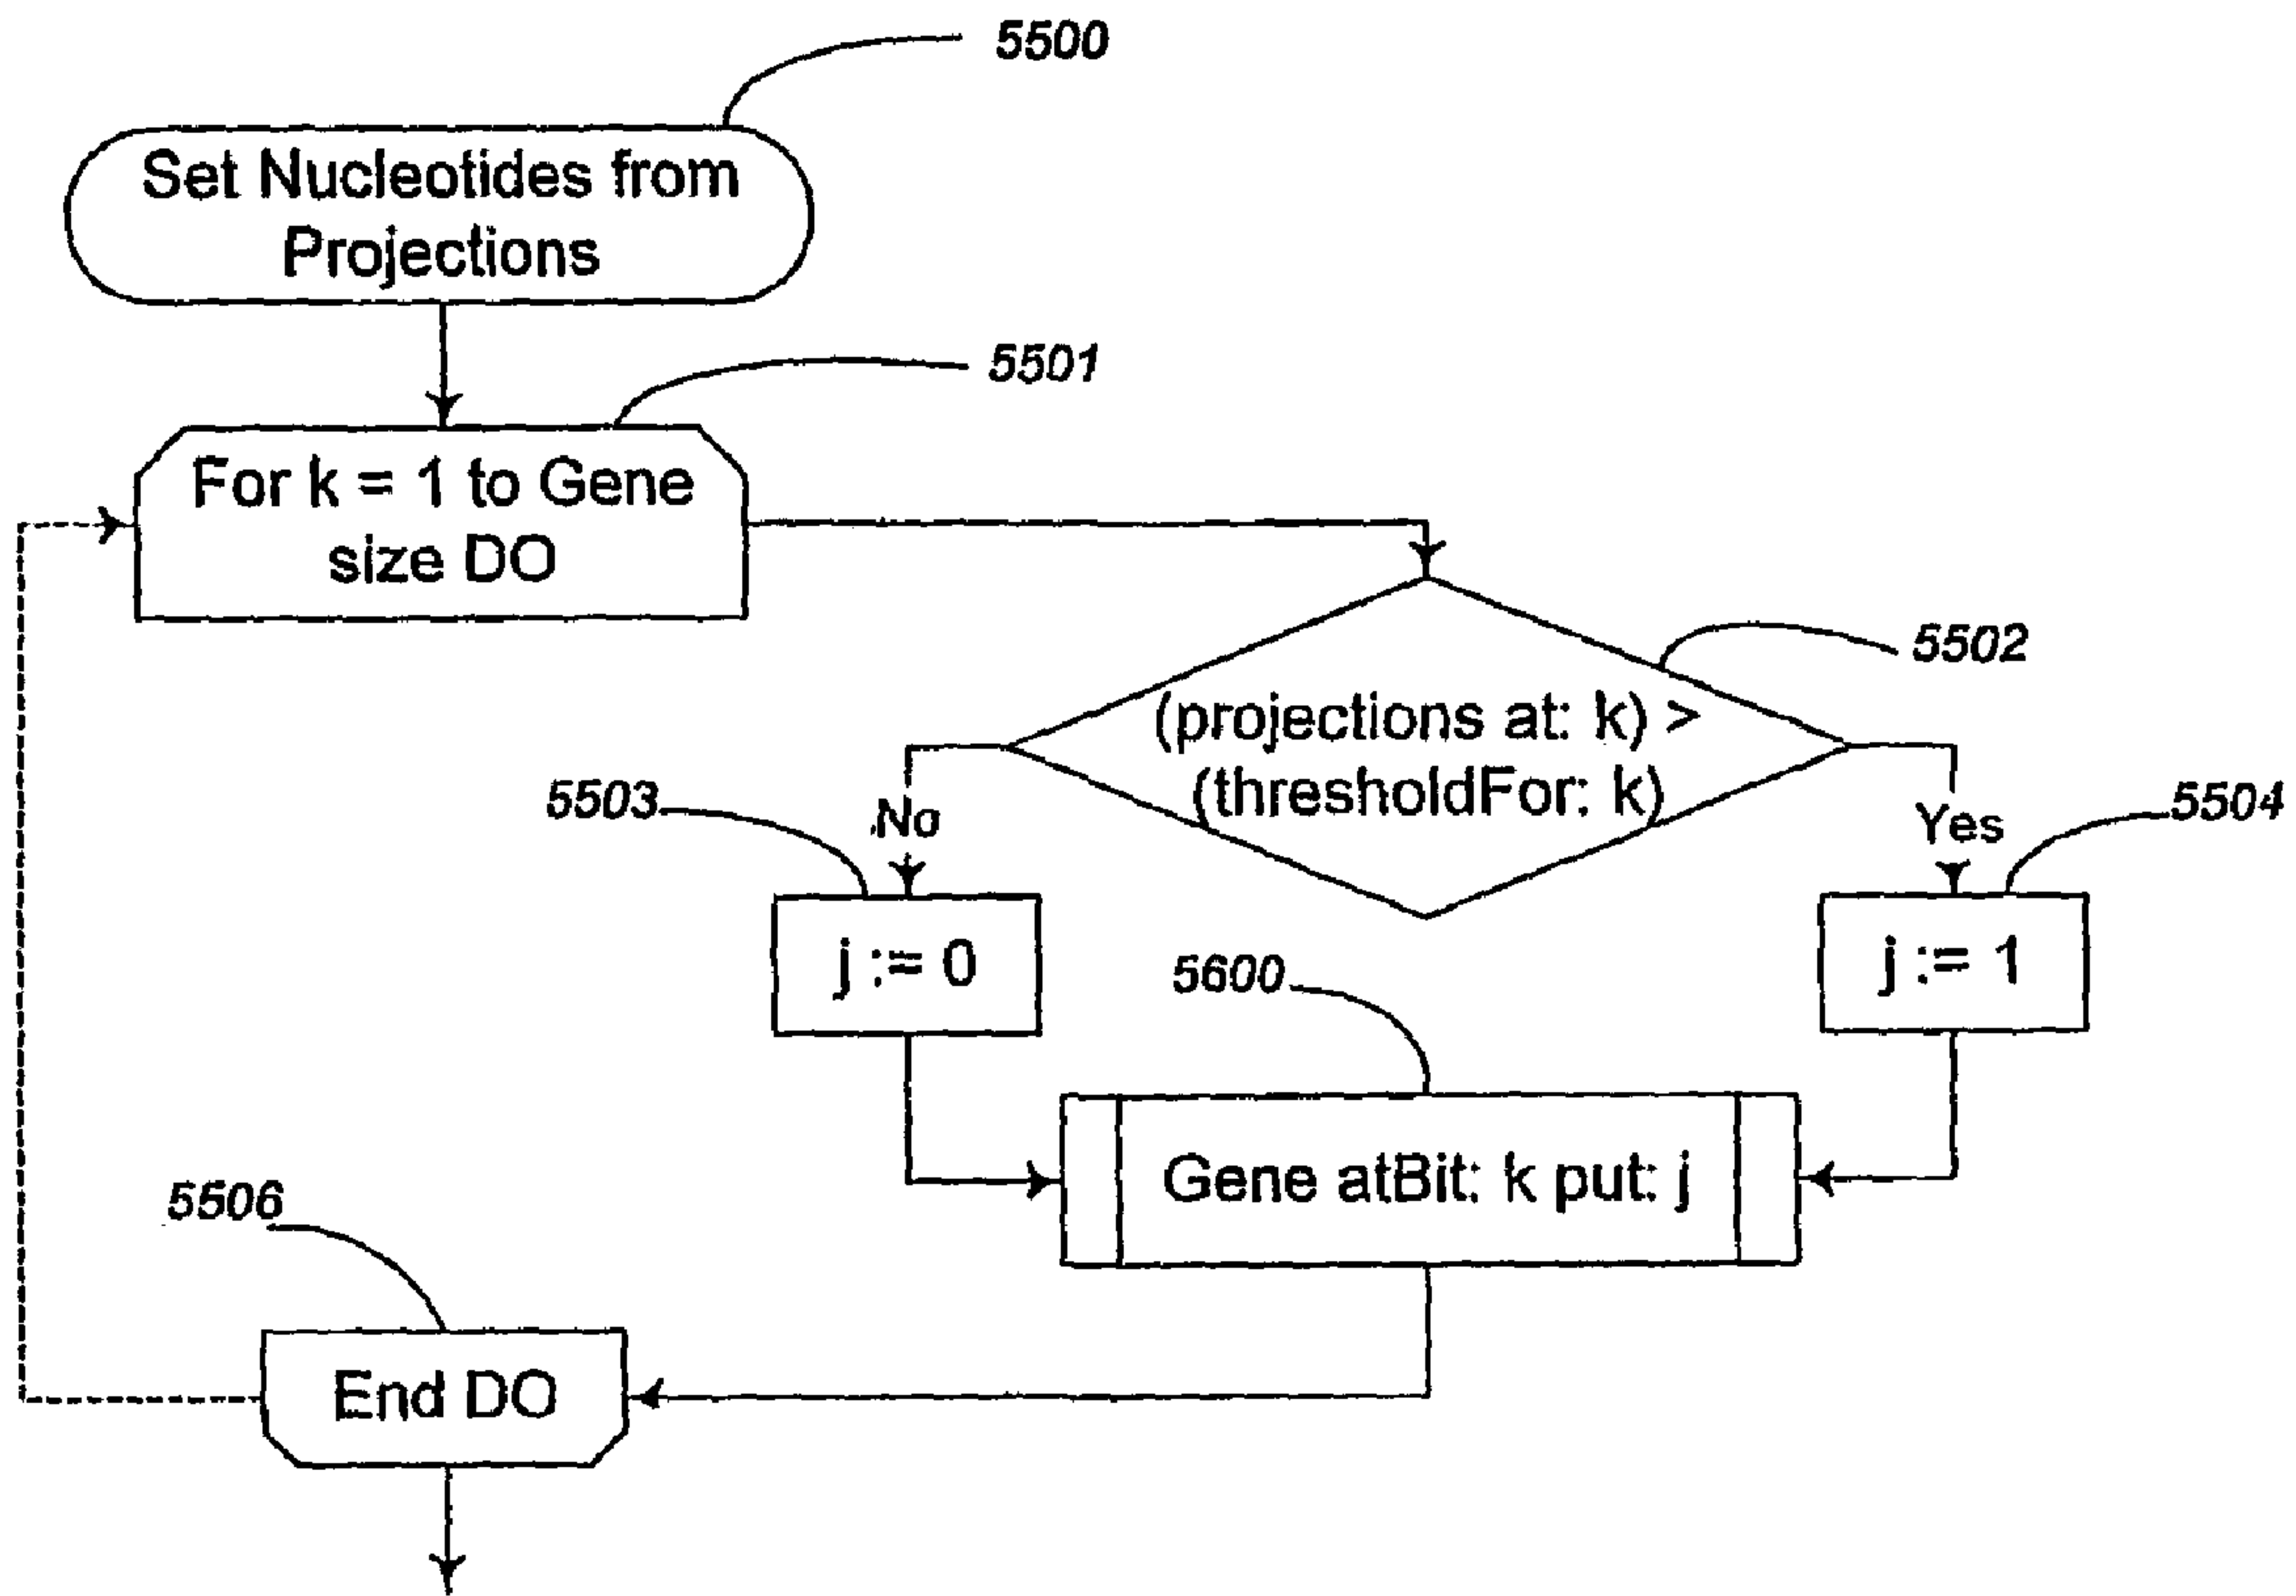 5500
Set Nucleotides from
Projections
5501
For k = 1 to Gene
size DO
5502
(projections at: k) >
(thresholdFor: k)
5503
No
Yes
5504
j := 0
j := 1
5600
Gene atBit: k put: j
5506
End DO